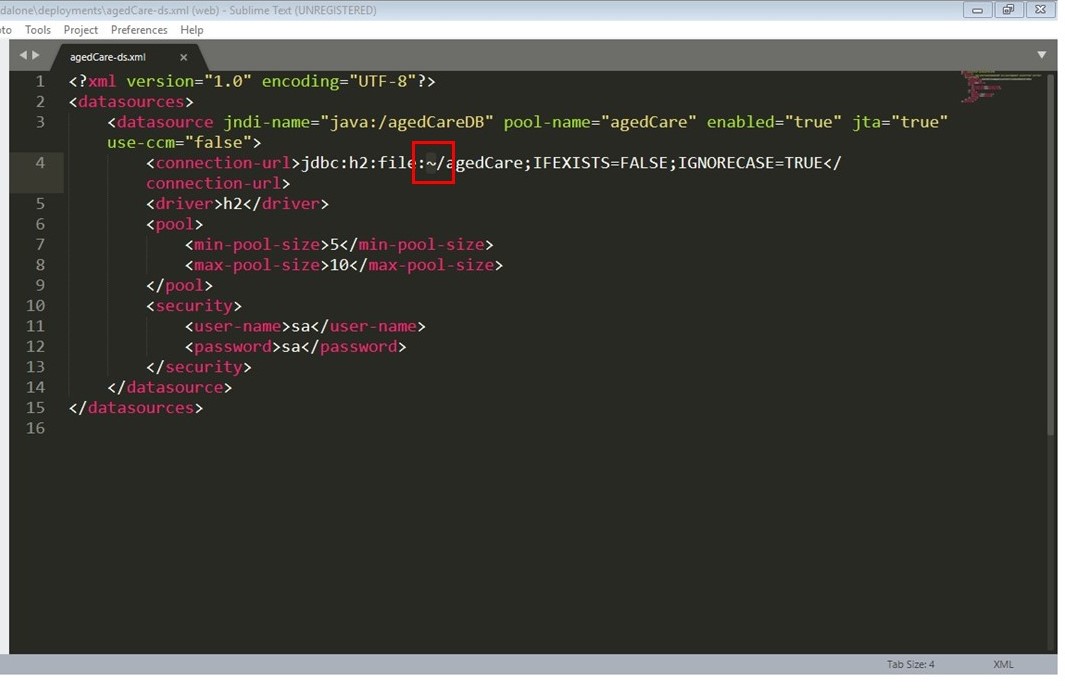 dalone\deployments\agedCare-ds.xml (web) - Sublime Text (UNREGISTERED)
oto Tools Project Preferences Help
agedCare-ds.xml ×
1 <?xml version="1.0" encoding="UTF-8"?>
2 <datasources>
3 <datasource jndi-name="java:/agedCareDB" pool-name="agedCare" enabled="true" jta="true"
use-ccm="false">
4 <connection-url>jdbc:h2:file:~/agedCare;IFEXISTS=FALSE;IGNORECASE=TRUE</
connection-url>
5 <driver>h2</driver>
6 <pool>
7 <min-pool-size>5</min-pool-size>
8 <max-pool-size>10</max-pool-size>
9 </pool>
10 <security>
11 <user-name>sa</user-name>
12 <password>sa</password>
13 </security>
14 </datasource>
15 </datasources>
16
Tab Size: 4 XML